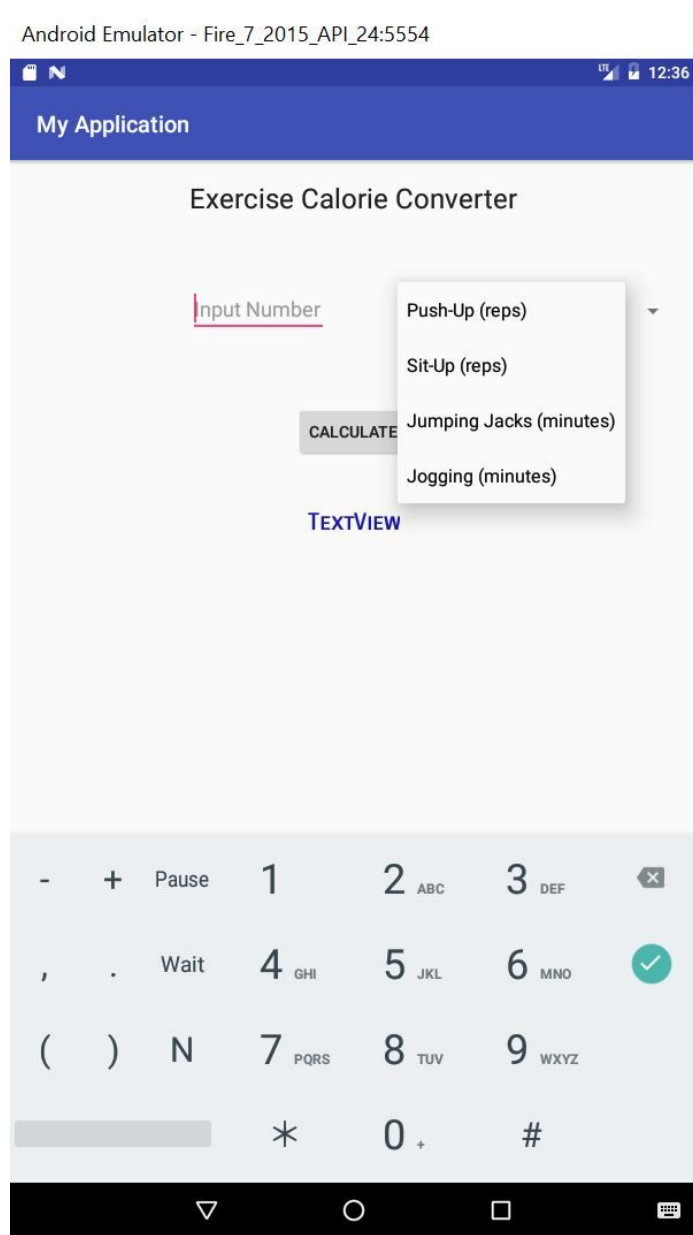 Android Emulator - Fire_7_2015_API_24:5554
LTE 12:36
My Application
Exercise Calorie Converter
Input Number
Push-Up (reps)
Sit-Up (reps)
CALCULATE
Jumping Jacks (minutes)
Jogging (minutes)
TEXTVIEW
- + Pause 1 2 ABC 3 DEF
, . Wait 4 GHI 5 JKL 6 MNO
( ) N 7 PQRS 8 TUV 9 WXYZ
* 0 + #